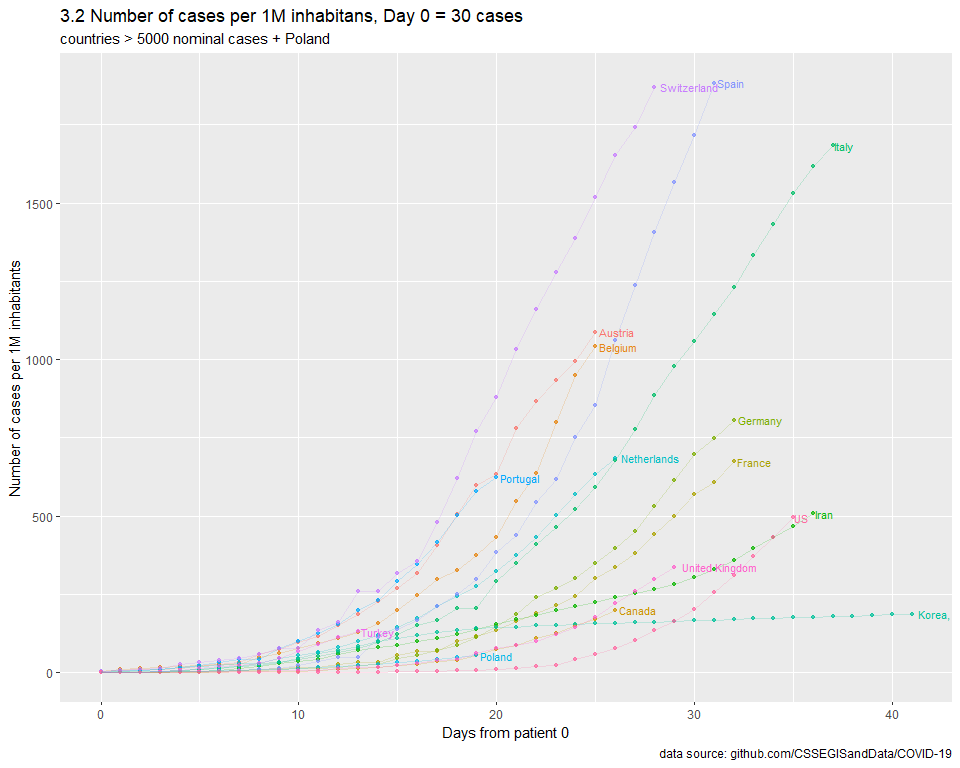 3.2 Number of cases per 1M inhabitans, Day 0 = 30 cases
countries > 5000 nominal cases + Poland
Number of cases per 1M inhabitants
1500
1000
500
0
Switzerland
Spain
Italy
Austria
Belgium
Germany
Netherlands
France
Portugal
US
Iran
United Kingdom
Canada
Korea,
Turkey
Poland
0
10
20
30
40
Days from patient 0
data source: github.com/CSSEGISandData/COVID-19